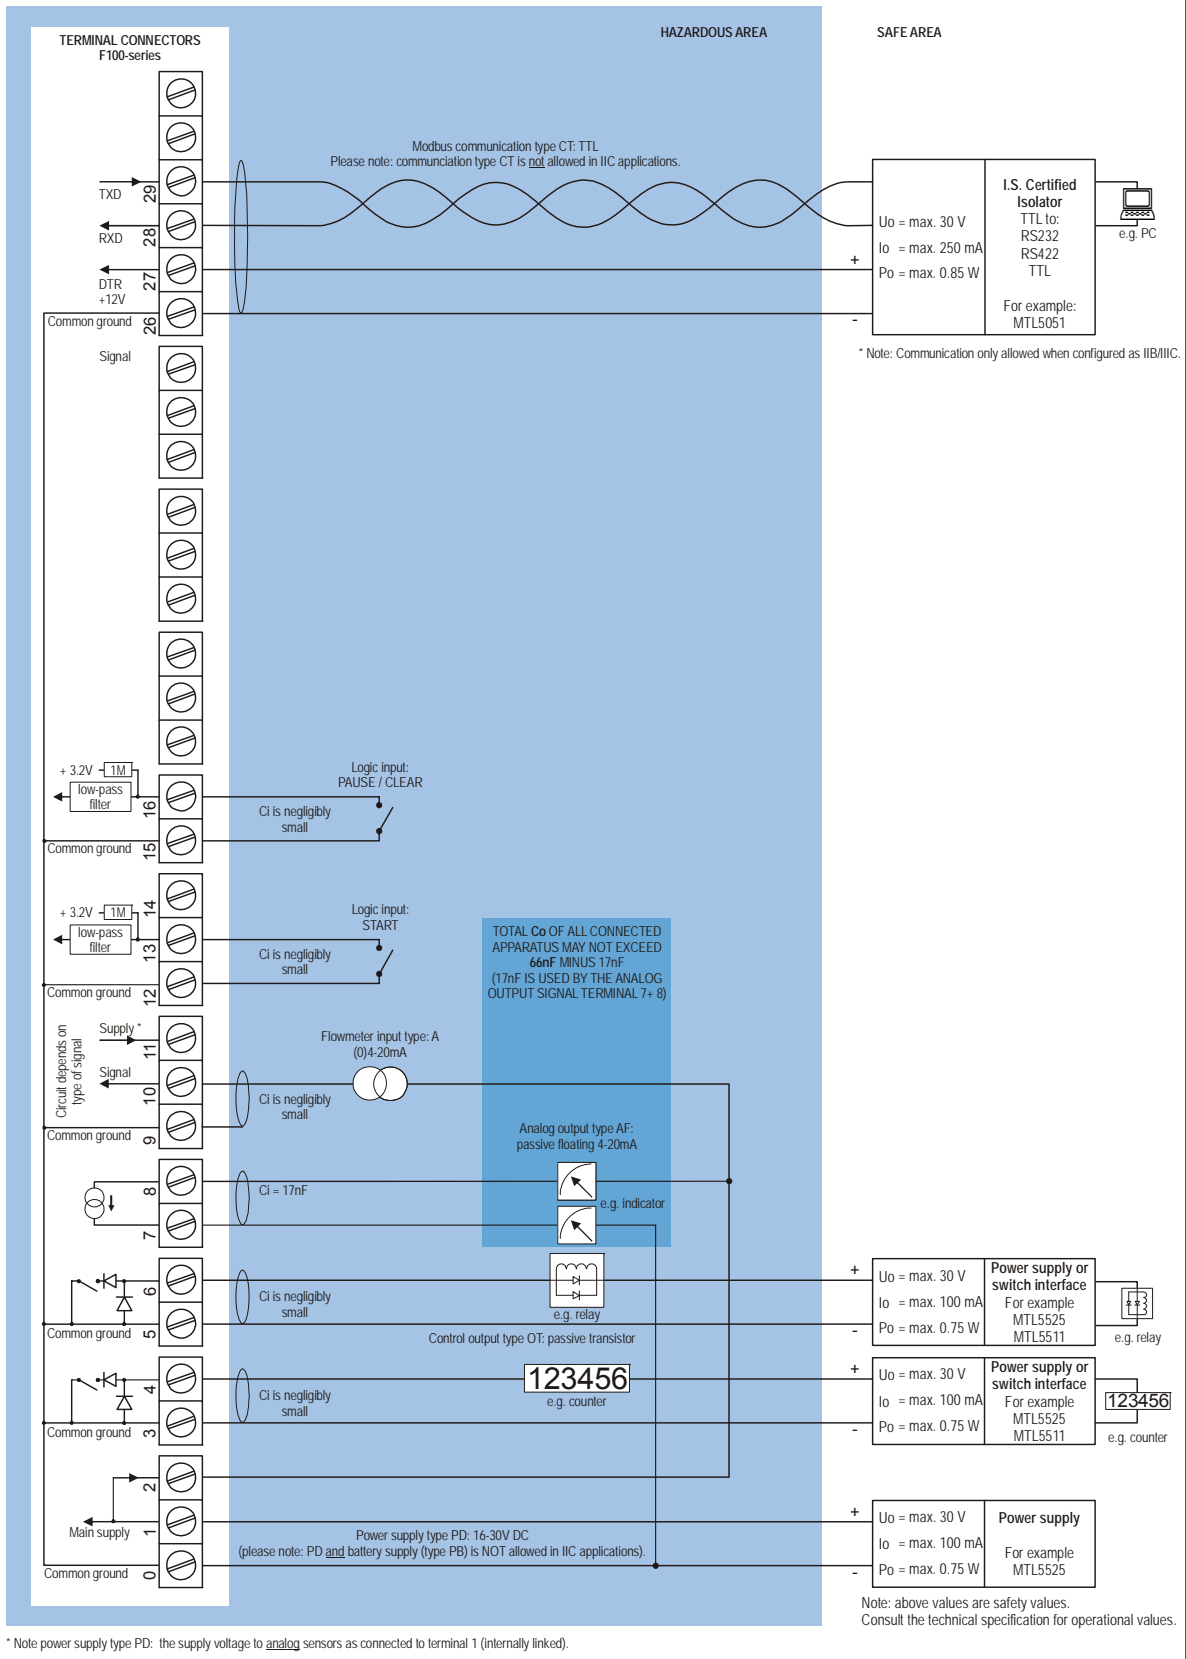 TERMINAL CONNECTORS
F100-series
HAZARDOUS AREA
SAFE AREA
Modbus communication type CT: TTL
Please note: communciation type CT is not allowed in IIC applications.
TXD
29
RXD
28
DTR
+12V
27
Common ground
26
+
-
Uo = max. 30 V
Io = max. 250 mA
Po = max. 0.85 W
I.S. Certified
Isolator
TTL to:
RS232
RS422
TTL
For example:
MTL5051
e.g. PC
* Note: Communication only allowed when configured as IIB/IIIC.
Signal
+ 3.2V
1M
low-pass
filter
16
Common ground
15
Logic input:
PAUSE / CLEAR
Ci is negligibly
small
14
+ 3.2V
1M
low-pass
filter
13
Common ground
12
Logic input:
START
Ci is negligibly
small
TOTAL Co OF ALL CONNECTED
APPARATUS MAY NOT EXCEED
66nF MINUS 17nF
(17nF IS USED BY THE ANALOG
OUTPUT SIGNAL TERMINAL 7+ 8)
Circuit depends on
type of signal
Supply *
11
Signal
10
Common ground
9
Flowmeter input type: A
(0)4-20mA
Ci is negligibly
small
Analog output type AF:
passive floating 4-20mA
8
7
Ci = 17nF
e.g. indicator
6
Common ground
5
Ci is negligibly
small
e.g. relay
Control output type OT: passive transistor
+
-
Uo = max. 30 V
Io = max. 100 mA
Po = max. 0.75 W
Power supply or
switch interface
For example
MTL5525
MTL5511
e.g. relay
4
Common ground
3
Ci is negligibly
small
123456
e.g. counter
+
-
Uo = max. 30 V
Io = max. 100 mA
Po = max. 0.75 W
Power supply or
switch interface
For example
MTL5525
MTL5511
123456
e.g. counter
2
Main supply
1
Common ground
0
Power supply type PD: 16-30V DC
(please note: PD and battery supply (type PB) is NOT allowed in IIC applications).
+
-
Uo = max. 30 V
Io = max. 100 mA
Po = max. 0.75 W
Power supply
For example
MTL5525
Note: above values are safety values.
Consult the technical specification for operational values.
* Note power supply type PD: the supply voltage to analog sensors as connected to terminal 1 (internally linked).